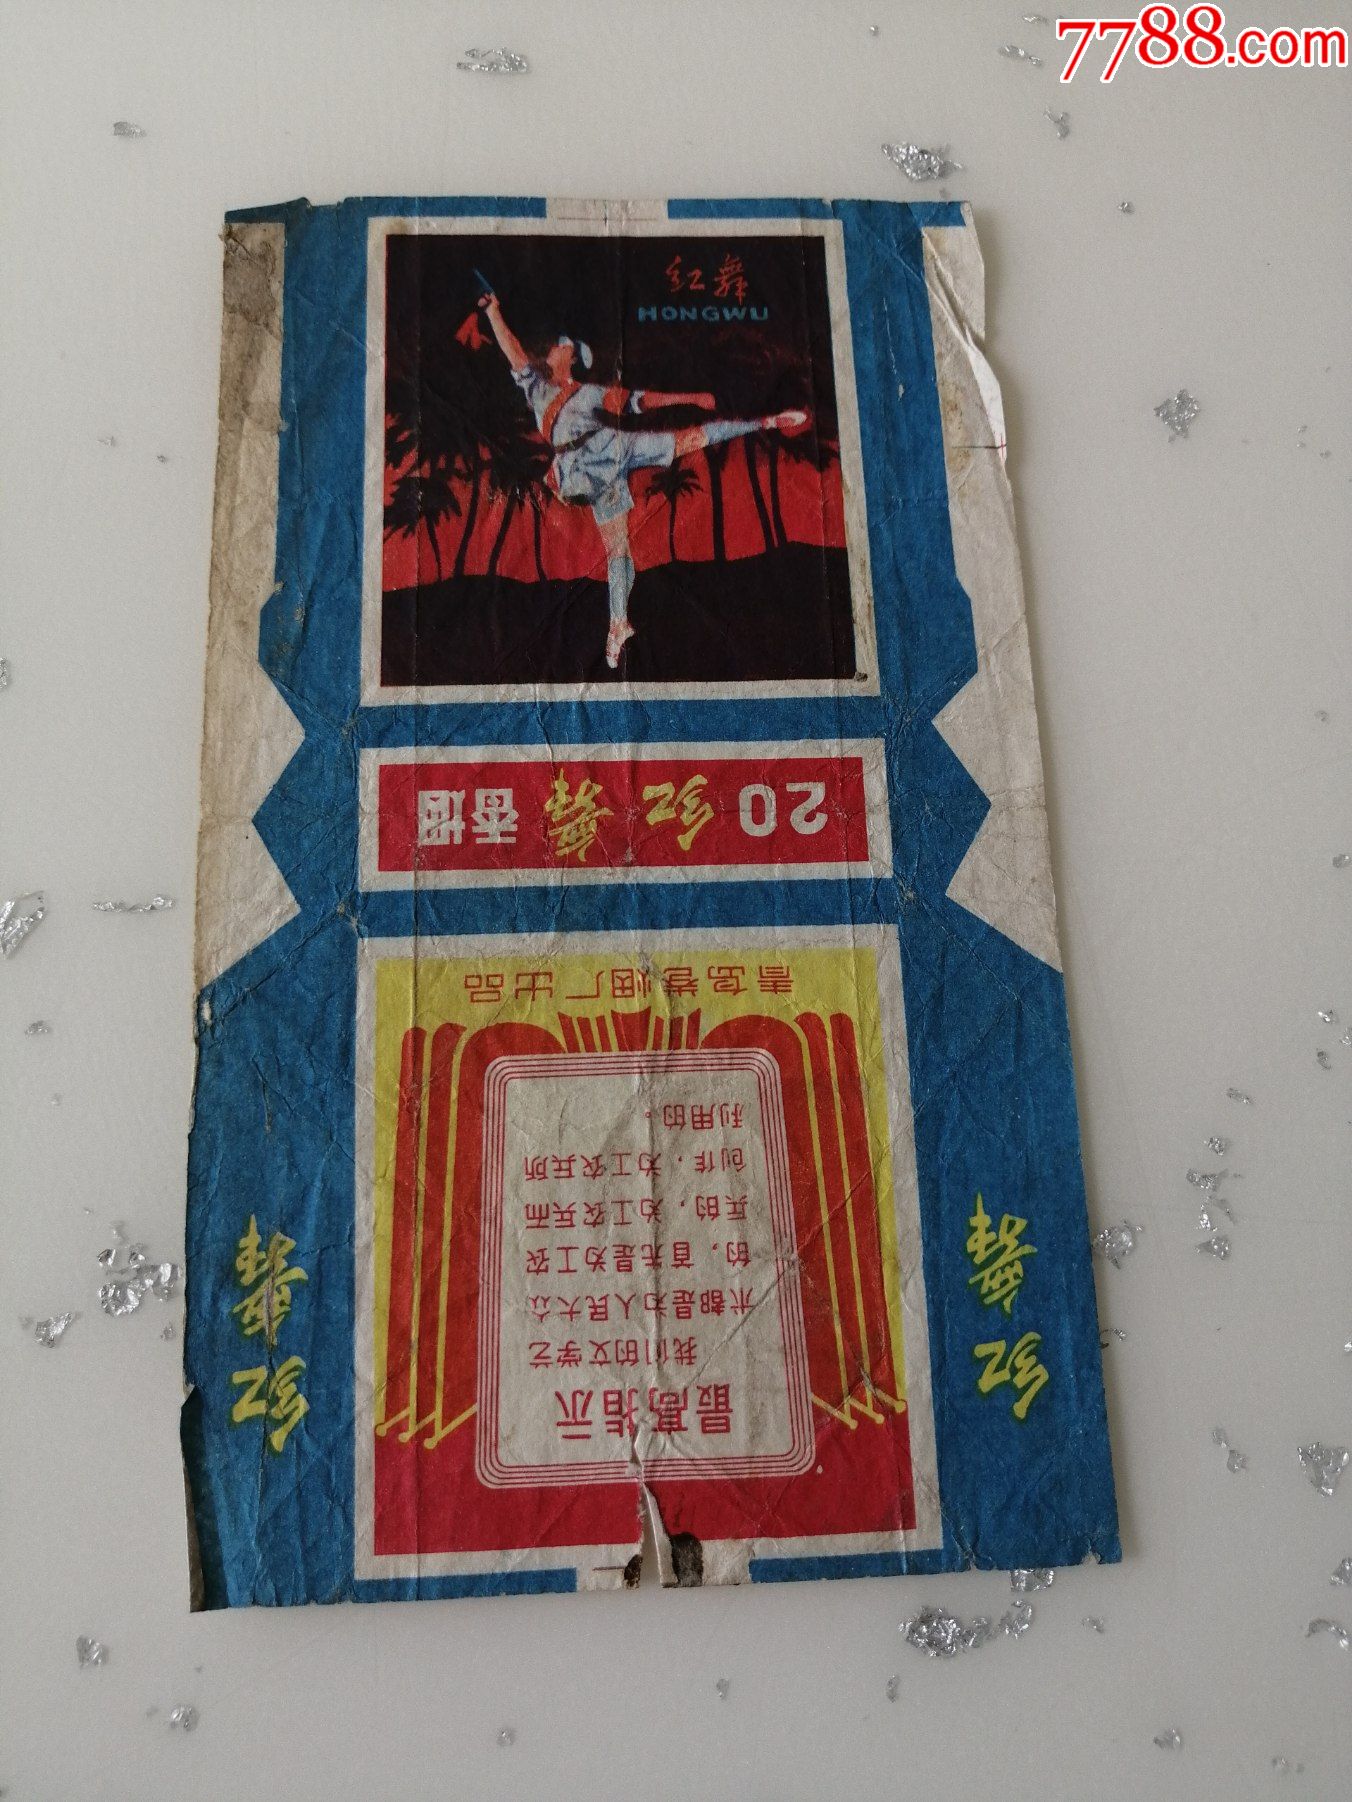 7788.com
红舞
HONGWU
20 红舞 香烟
青岛卷烟厂出品
最高指示
我们的文学艺
术都是为人民大众
的，首先是为工农
兵的，为工农兵而
创作，为工农兵所
利用的。
红舞
红舞